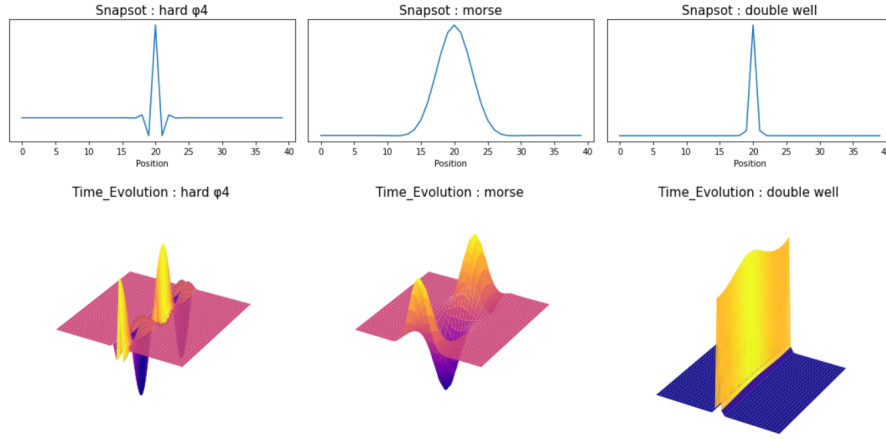 Snapsot : hard φ4
Snapsot : morse
Snapsot : double well
0 5 10 15 20 25 30 35 40
Position
0 5 10 15 20 25 30 35 40
Position
0 5 10 15 20 25 30 35 40
Position
Time_Evolution : hard φ4
Time_Evolution : morse
Time_Evolution : double well